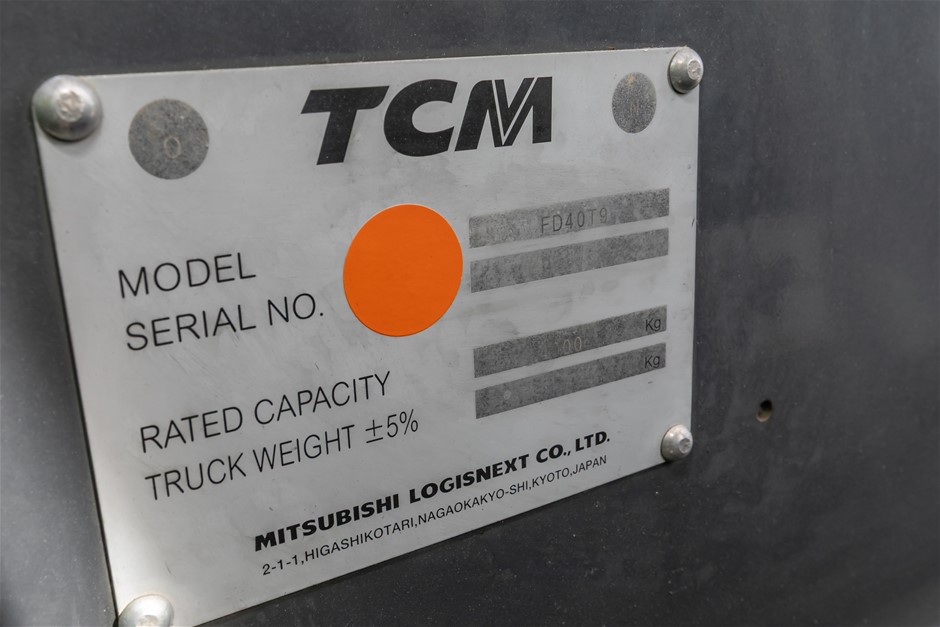 TCM
MODEL FD40T9
SERIAL NO.
RATED CAPACITY Kg
TRUCK WEIGHT ±5% Kg
MITSUBISHI LOGISNEXT CO., LTD.
2-1-1,HIGASHIKOTARI,NAGAOKAKYO-SHI,KYOTO,JAPAN